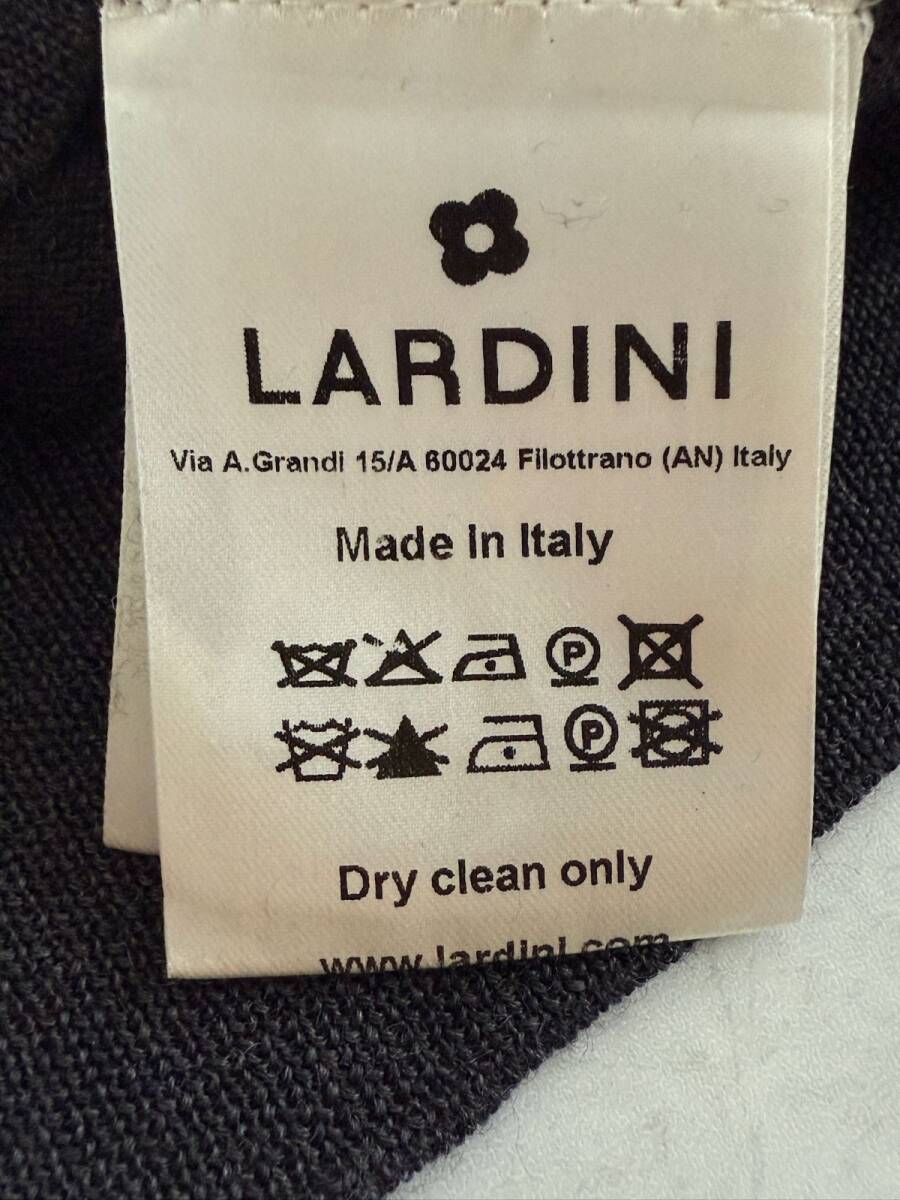 LARDINI
Via A.Grandi 15/A 60024 Filottrano (AN) Italy
Made in Italy
P
P
Dry clean only
www.lardini.com